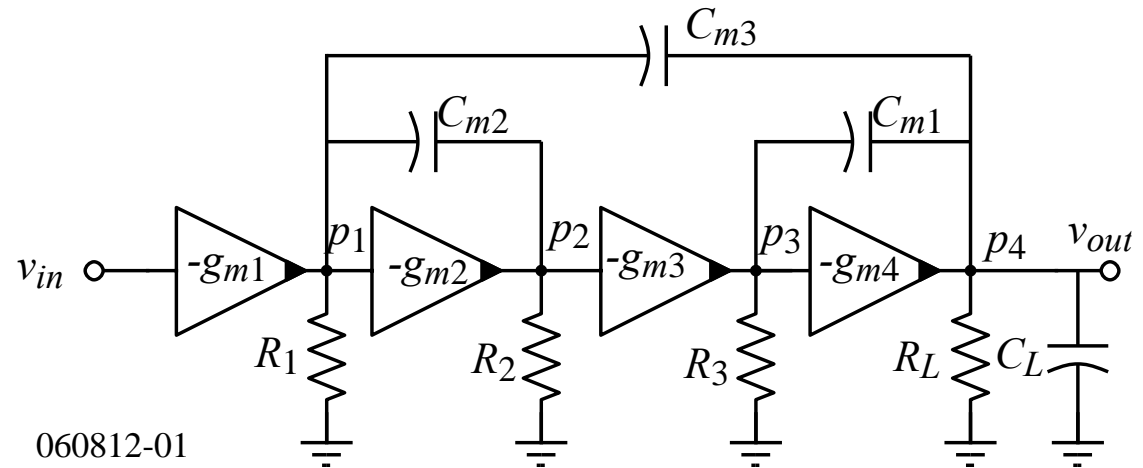 Cm3
Cm2
Cm1
vin
-gm1
p1
-gm2
p2
-gm3
p3
-gm4
p4
vout
R1
R2
R3
RL
CL
060812-01